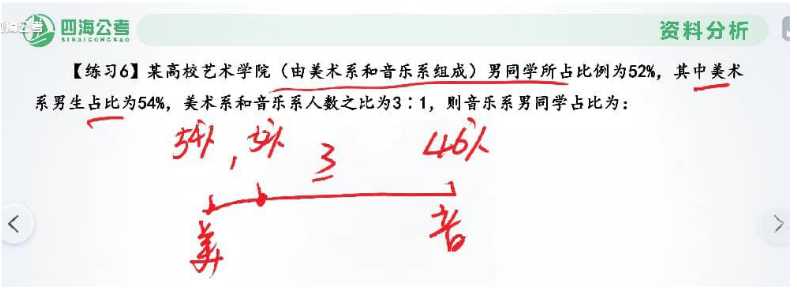 四海公考
SIHAIGONGKAO
资料分析
【练习6】某高校艺术学院（由美术系和音乐系组成）男同学所占比例为52%，其中美术
系男生占比为54%，美术系和音乐系人数之比为3∶1，则音乐系男同学占比为：
54% , 52% 46%
1 3
美 音